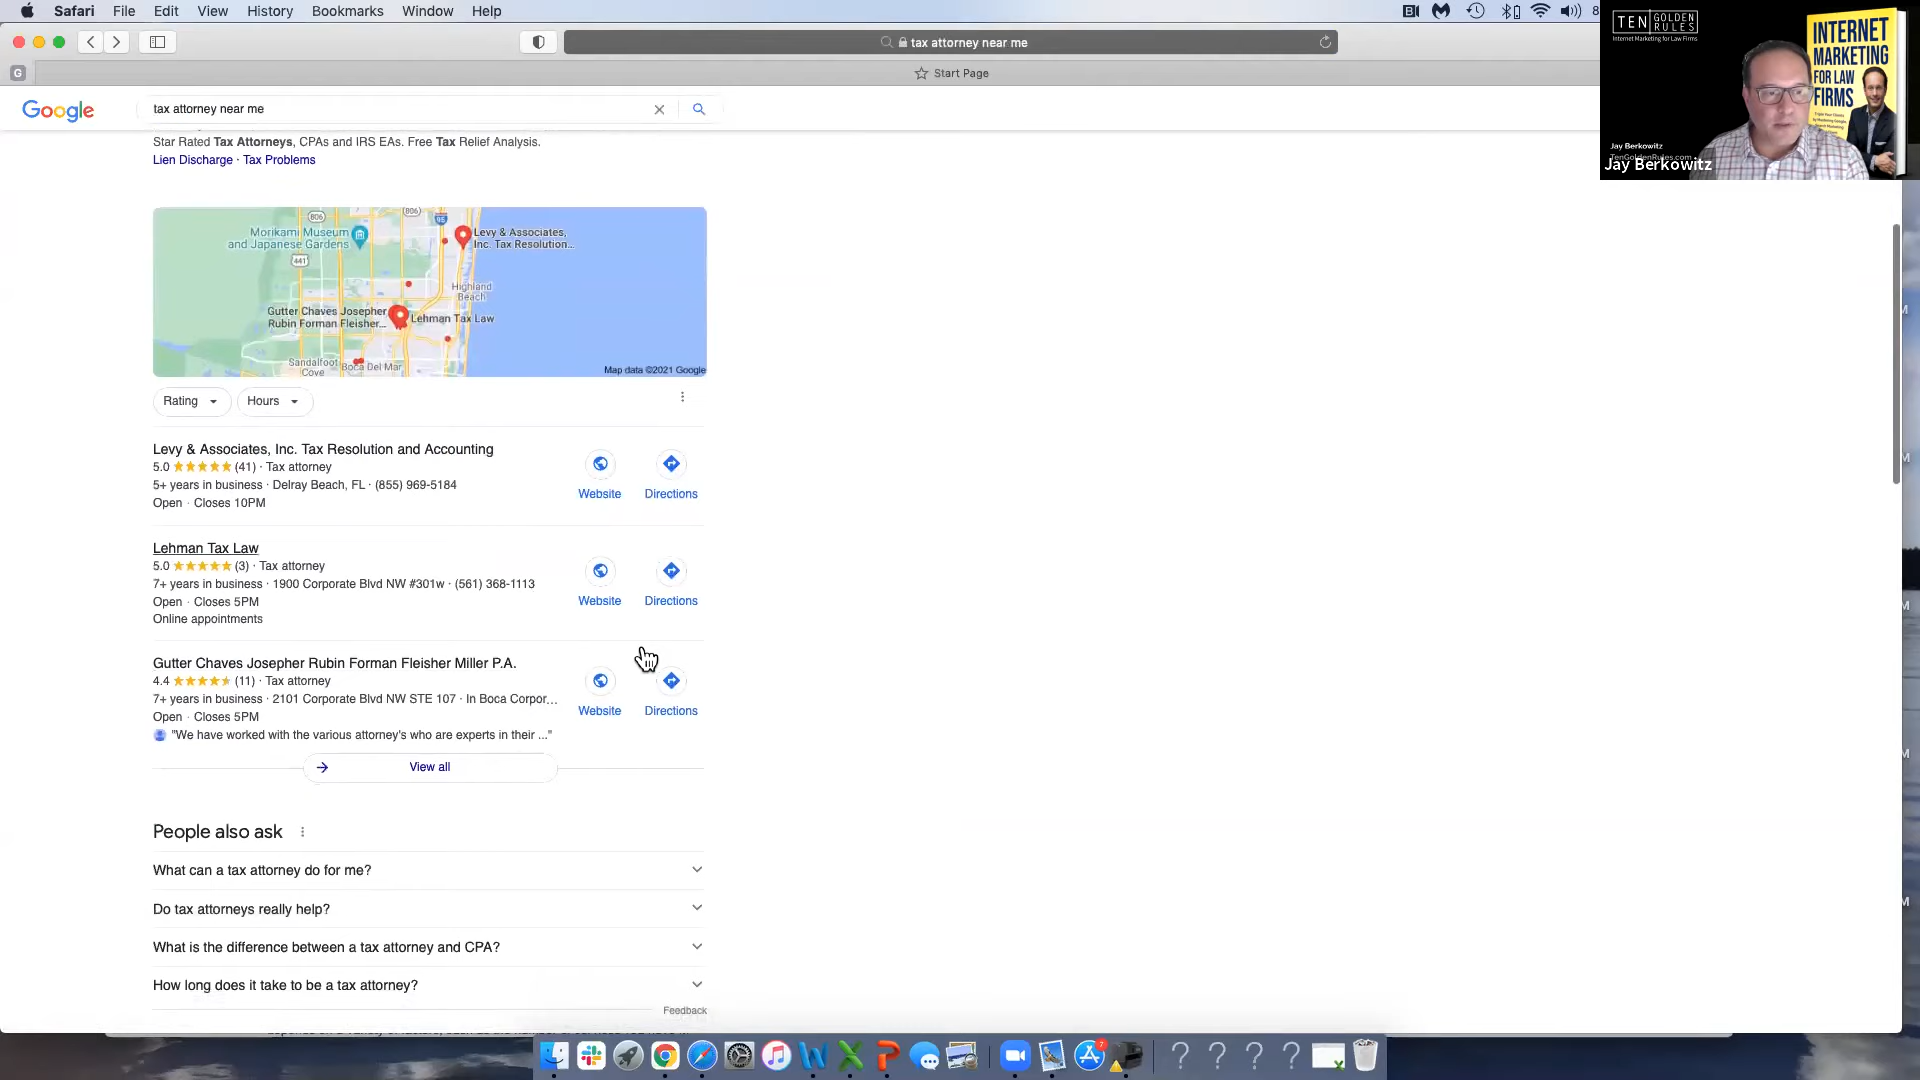 Safari File Edit View History Bookmarks Window Help
tax attorney near me
G
Start Page
Google
tax attorney near me
Star Rated Tax Attorneys, CPAs and IRS EAs. Free Tax Relief Analysis.
Lien Discharge · Tax Problems
806
806
95
Morikami Museum
and Japanese Gardens
Levy & Associates,
Inc. Tax Resolution...
441
Highland
Beach
Gutter Chaves Josepher
Rubin Forman Fleisher...
Lehman Tax Law
Sandalfoot
Cove
Boca Del Mar
Map data ©2021 Google
Rating
Hours
Levy & Associates, Inc. Tax Resolution and Accounting
5.0 (41) · Tax attorney
5+ years in business · Delray Beach, FL · (855) 969-5184
Open · Closes 10PM
Website
Directions
Lehman Tax Law
5.0 (3) · Tax attorney
7+ years in business · 1900 Corporate Blvd NW #301w · (561) 368-1113
Open · Closes 5PM
Online appointments
Website
Directions
Gutter Chaves Josepher Rubin Forman Fleisher Miller P.A.
4.4 (11) · Tax attorney
7+ years in business · 2101 Corporate Blvd NW STE 107 · In Boca Corpor...
Open · Closes 5PM
"We have worked with the various attorney's who are experts in their ..."
Website
Directions
View all
People also ask
What can a tax attorney do for me?
Do tax attorneys really help?
What is the difference between a tax attorney and CPA?
How long does it take to be a tax attorney?
Feedback
TEN GOLDEN RULES
Internet Marketing for Law Firms
INTERNET
MARKETING
FOR LAW
FIRMS
Jay Berkowitz
TenGoldenRules.com
Jay Berkowitz